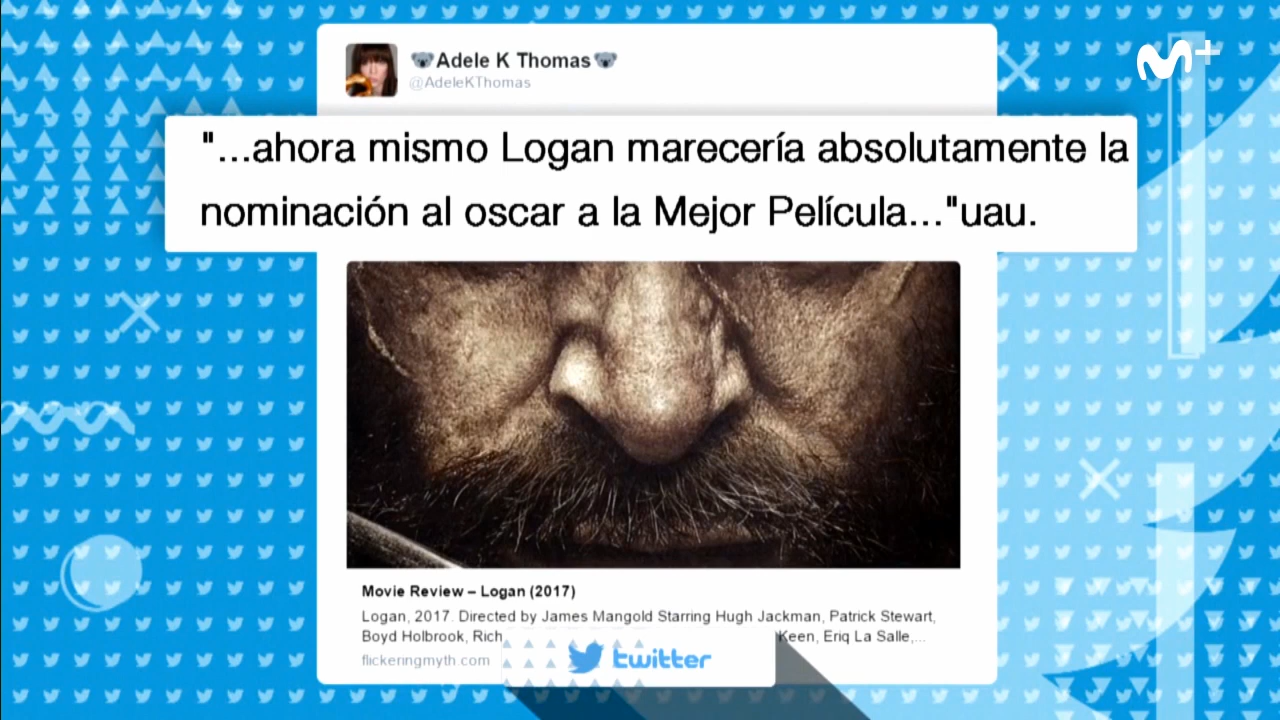 Adele K Thomas
@AdeleKThomas
M+
"...ahora mismo Logan marecería absolutamente la
nominación al oscar a la Mejor Película..."uau.
Movie Review – Logan (2017)
Logan, 2017. Directed by James Mangold Starring Hugh Jackman, Patrick Stewart,
Boyd Holbrook, Rich Keen, Eriq La Salle,...
flickeringmyth.com
twitter